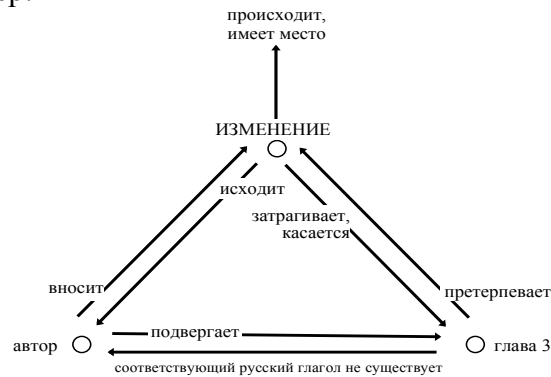 происходит,
имеет место
ИЗМЕНЕНИЕ
исходит
затрагивает,
касается
вносит
претерпевает
подвергает
автор
глава 3
соответствующий русский глагол не существует